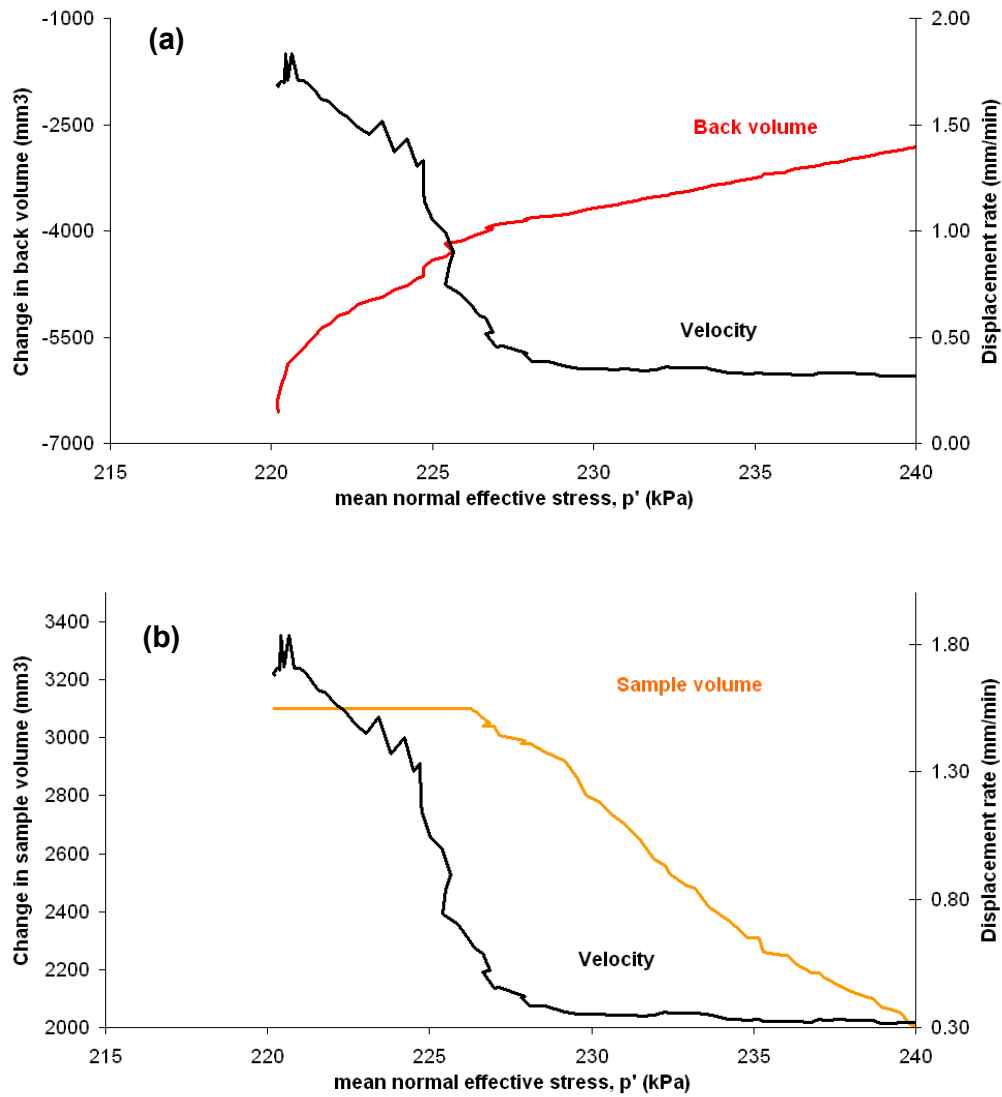 (a)
Change in back volume (mm3)
-1000
-2500
-4000
-5500
-7000
Back volume
Velocity
2.00
1.50
1.00
0.50
0.00
Displacement rate (mm/min)
215
220
225
230
235
240
mean normal effective stress, p' (kPa)
(b)
Change in sample volume (mm3)
3400
3200
3000
2800
2600
2400
2200
2000
Sample volume
Velocity
1.80
1.30
0.80
0.30
Displacement rate (mm/min)
215
220
225
230
235
240
mean normal effective stress, p' (kPa)